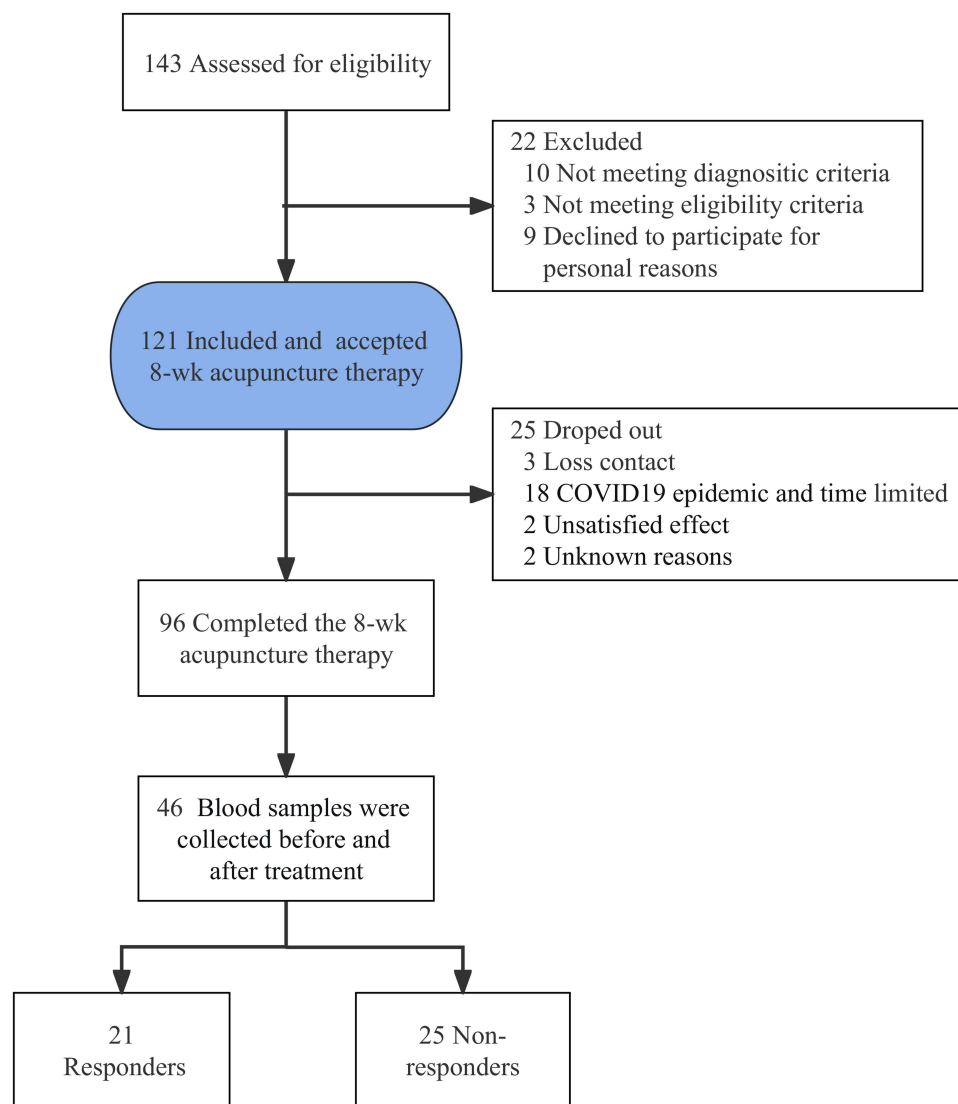 143 Assessed for eligibility
22 Excluded
10 Not meeting diagnositic criteria
3 Not meeting eligibility criteria
9 Declined to participate for
personal reasons
121 Included and accepted
8-wk acupuncture therapy
25 Droped out
3 Loss contact
18 COVID19 epidemic and time limited
2 Unsatisfied effect
2 Unknown reasons
96 Completed the 8-wk
acupuncture therapy
46 Blood samples were
collected before and
after treatment
21
Responders
25 Non-
responders